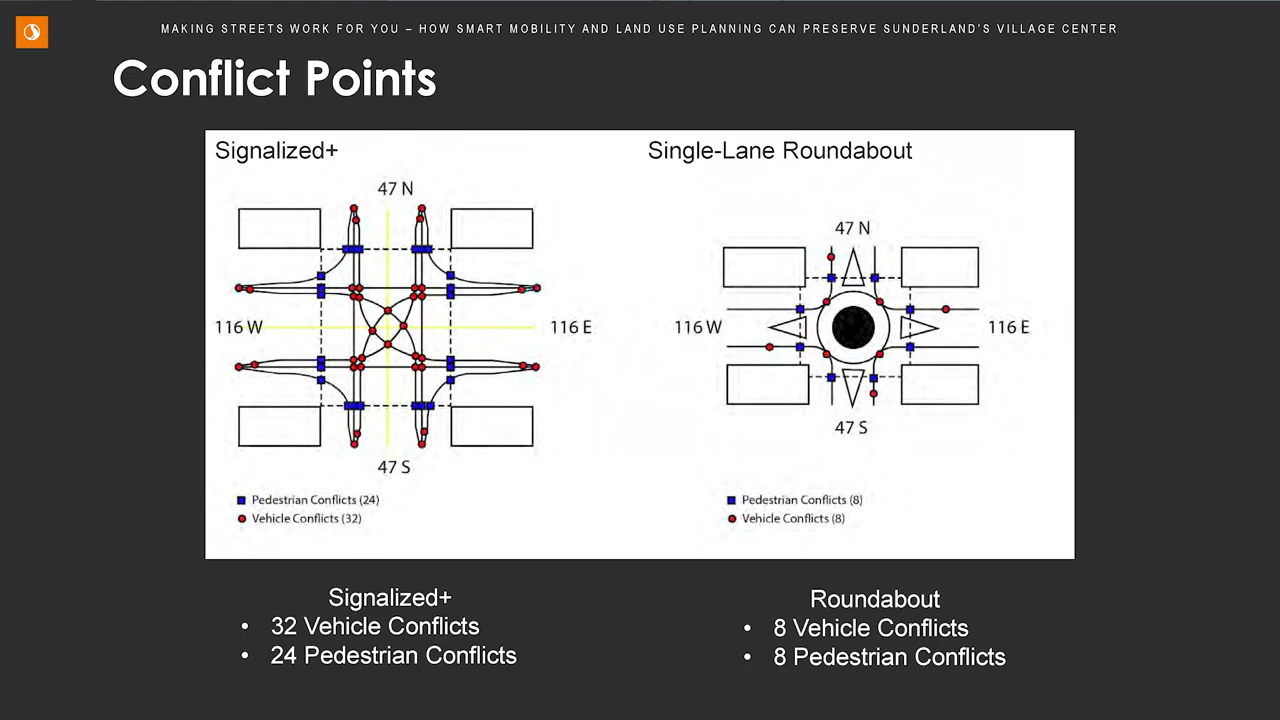 MAKING STREETS WORK FOR YOU – HOW SMART MOBILITY AND LAND USE PLANNING CAN PRESERVE SUNDERLAND'S VILLAGE CENTER
Conflict Points
Signalized+
47 N
116 W
116 E
47 S
Pedestrian Conflicts (24)
Vehicle Conflicts (32)
Single-Lane Roundabout
47 N
116 W
116 E
47 S
Pedestrian Conflicts (8)
Vehicle Conflicts (8)
Signalized+
• 32 Vehicle Conflicts
• 24 Pedestrian Conflicts
Roundabout
• 8 Vehicle Conflicts
• 8 Pedestrian Conflicts